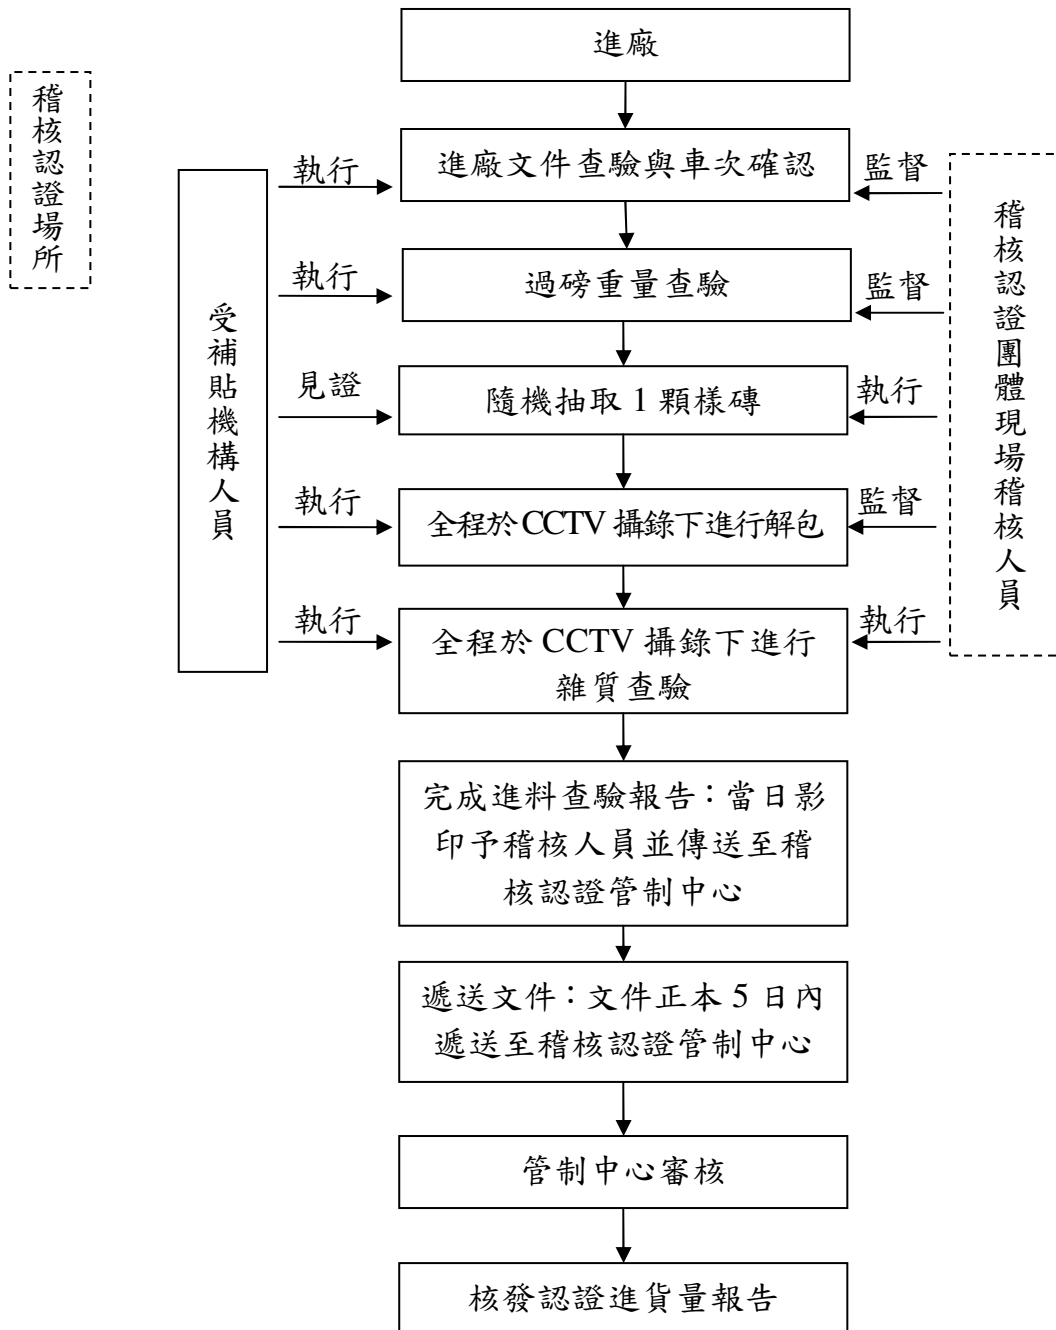 進廠
稽核認證場所
進廠文件查驗與車次確認
執行
監督
受補貼機構人員
稽核認證團體現場稽核人員
過磅重量查驗
執行
監督
隨機抽取 1 顆樣磚
見證
執行
全程於 CCTV 攝錄下進行解包
執行
監督
全程於 CCTV 攝錄下進行
雜質查驗
執行
執行
完成進料查驗報告：當日影
印予稽核人員並傳送至稽
核認證管制中心
遞送文件：文件正本 5 日內
遞送至稽核認證管制中心
管制中心審核
核發認證進貨量報告